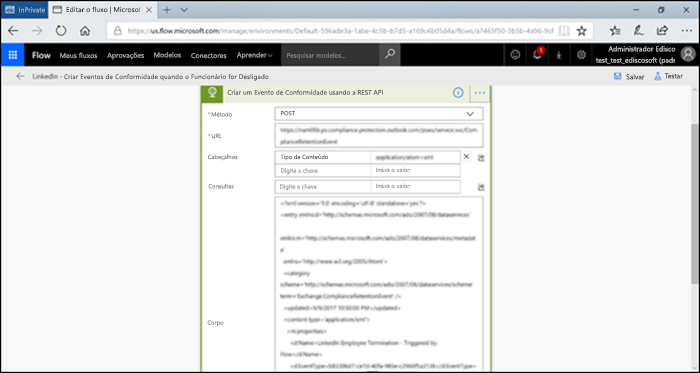 InPrivate
Editar o fluxo | Microsof
https://us.flow.microsoft.com/manage/environments/Default-596ade3a-1abe-4c5b-b7d5-a169c4b05d4a/flows/a7465f50-3b5b-4a96-9cf
Flow Meus fluxos Aprovações Modelos Conectores Aprender Pesquisar modelos 1 Administrador Edisco
test_test_ediscosoft (padrı
LinkedIn - Criar Eventos de Conformidade quando o Funcionário for Desligado Salvar Testar
Criar um Evento de Conformidade usando a REST API
* Método POST
* URI. https://namt0b.ps.compliance.protection.outlook.com/psws/service.svc/Com
plianceRetentionEvent
Cabeçalhos Tipo de Conteúdo application/atom+xml
Digite a chave Insira o valor:
Consultas Digite a chave Insira o valor:
<?xml version='1.0' encoding='utf-8' standalone='yes'?>
<entry xmlns:d='http://schemas.microsoft.com/ado/2007/08/dataservices'
xmlns:m='http://schemas.microsoft.com/ado/2007/08/dataservices/metadat
a'
xmlns='http://www.w3.org/2005/Atom'>
<category
scheme='http://schemas.microsoft.com/ado/2007/08/dataservices/scheme'
term='Exchange.ComplianceRetentionEvent' />
<updated>9/9/2017 10:50:00 PM</updated>
<content type='application/xml'>
Corpo <m:properties>
<d:Name>LinkedIn Employee Termination - Triggered by
Flow</d:Name>
</d:EventType>